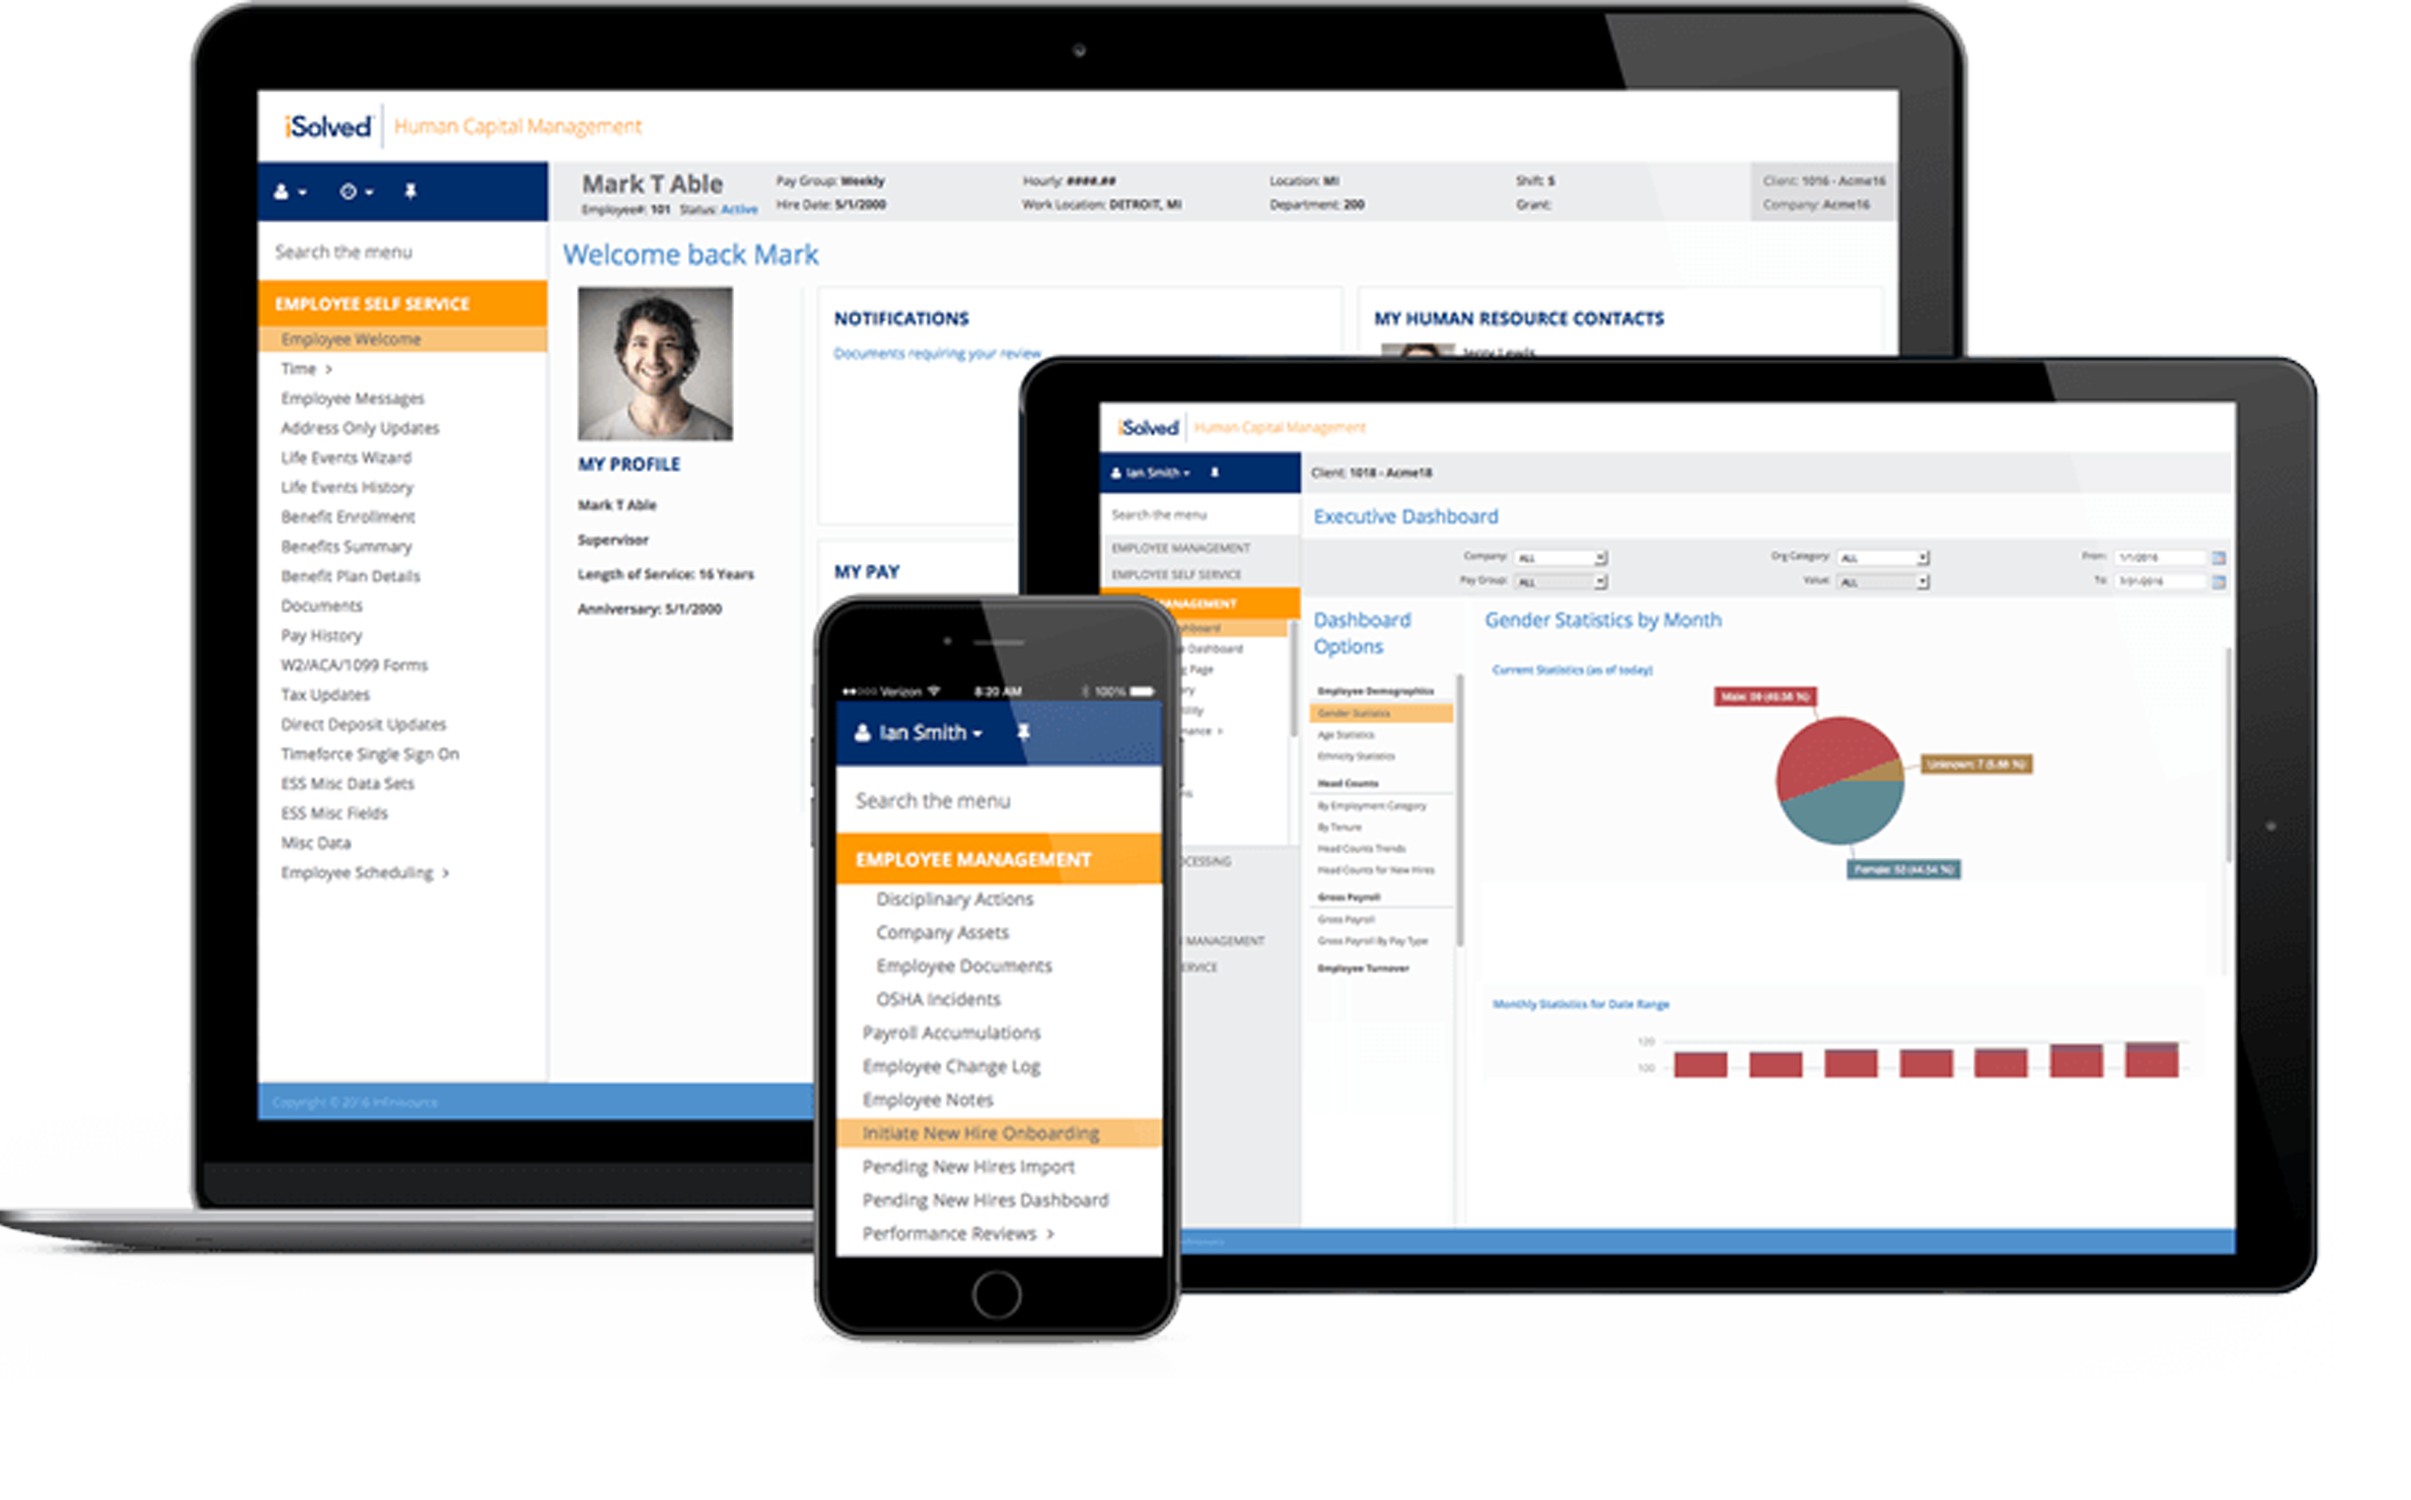 iSolved Human Capital Management
Mark T Able
Employee#: 101 Status: Active
Pay Group: Weekly
Hire Date: 5/1/2000
Hourly: ####.##
Work Location: DETROIT, MI
Location: MI
Department: 200
Shift: S
Grant:
Client: 1016 - Acme16
Company: Acme16
Search the menu
EMPLOYEE SELF SERVICE
Employee Welcome
Time >
Employee Messages
Address Only Updates
Life Events Wizard
Life Events History
Benefit Enrollment
Benefits Summary
Benefit Plan Details
Documents
Pay History
W2/ACA/1099 Forms
Tax Updates
Direct Deposit Updates
Timeforce Single Sign On
ESS Misc Data Sets
ESS Misc Fields
Misc Data
Employee Scheduling >
Copyright © 2016 Infinisource
Welcome back Mark
MY PROFILE
Mark T Able
Supervisor
Length of Service: 16 Years
Anniversary: 5/1/2000
NOTIFICATIONS
Documents requiring your review
MY PAY
MY HUMAN RESOURCE CONTACTS
Jerry Lewis
Verizon 8:20 AM 100%
Ian Smith
Search the menu
EMPLOYEE MANAGEMENT
Disciplinary Actions
Company Assets
Employee Documents
OSHA Incidents
Payroll Accumulations
Employee Change Log
Employee Notes
Initiate New Hire Onboarding
Pending New Hires Import
Pending New Hires Dashboard
Performance Reviews >
iSolved Human Capital Management
Ian Smith
Client: 1018 - Acme18
Search the menu
EMPLOYEE MANAGEMENT
EMPLOYEE SELF SERVICE
MANAGEMENT
Dashboard
Page
MANAGEMENT
Executive Dashboard
Company: ALL
Pay Group: ALL
Org Category: ALL
Value: ALL
From: 1/1/2016
To:
Dashboard
Options
Employee Demographics
Gender Statistics
Age Statistics
Ethnicity Statistics
Head Counts
By Employment Category
By Tenure
Head Counts Trends
Head Counts for New Hires
Gross Payroll
Gross Payroll
Gross Payroll By Pay Type
Employee Turnover
Gender Statistics by Month
Current Statistics (as of today)
Male: 59 (49.58 %)
Unknown: 7 (5.88 %)
Female: 53 (44.54 %)
Monthly Statistics for Date Range
120
100